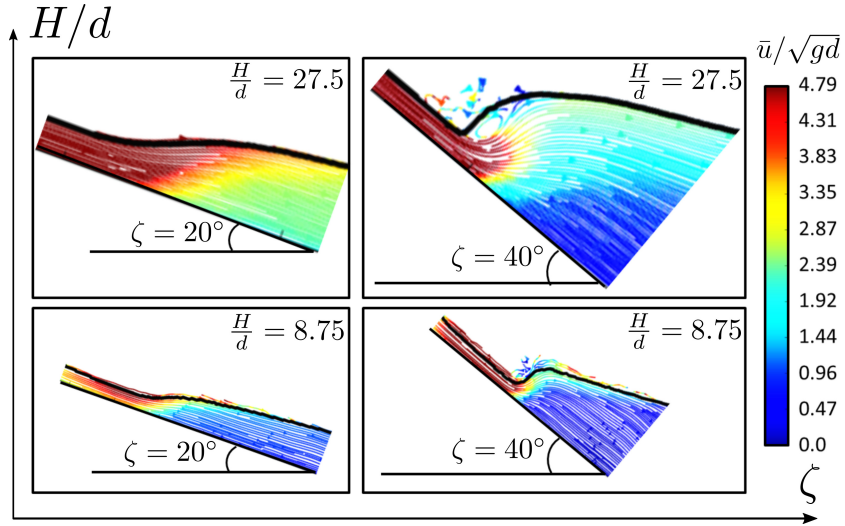 H/d
ū/√gd
H/d = 27.5
ζ = 20°
H/d = 27.5
ζ = 40°
H/d = 8.75
ζ = 20°
H/d = 8.75
ζ = 40°
4.79
4.31
3.83
3.35
2.87
2.39
1.92
1.44
0.96
0.47
0.0
ζ